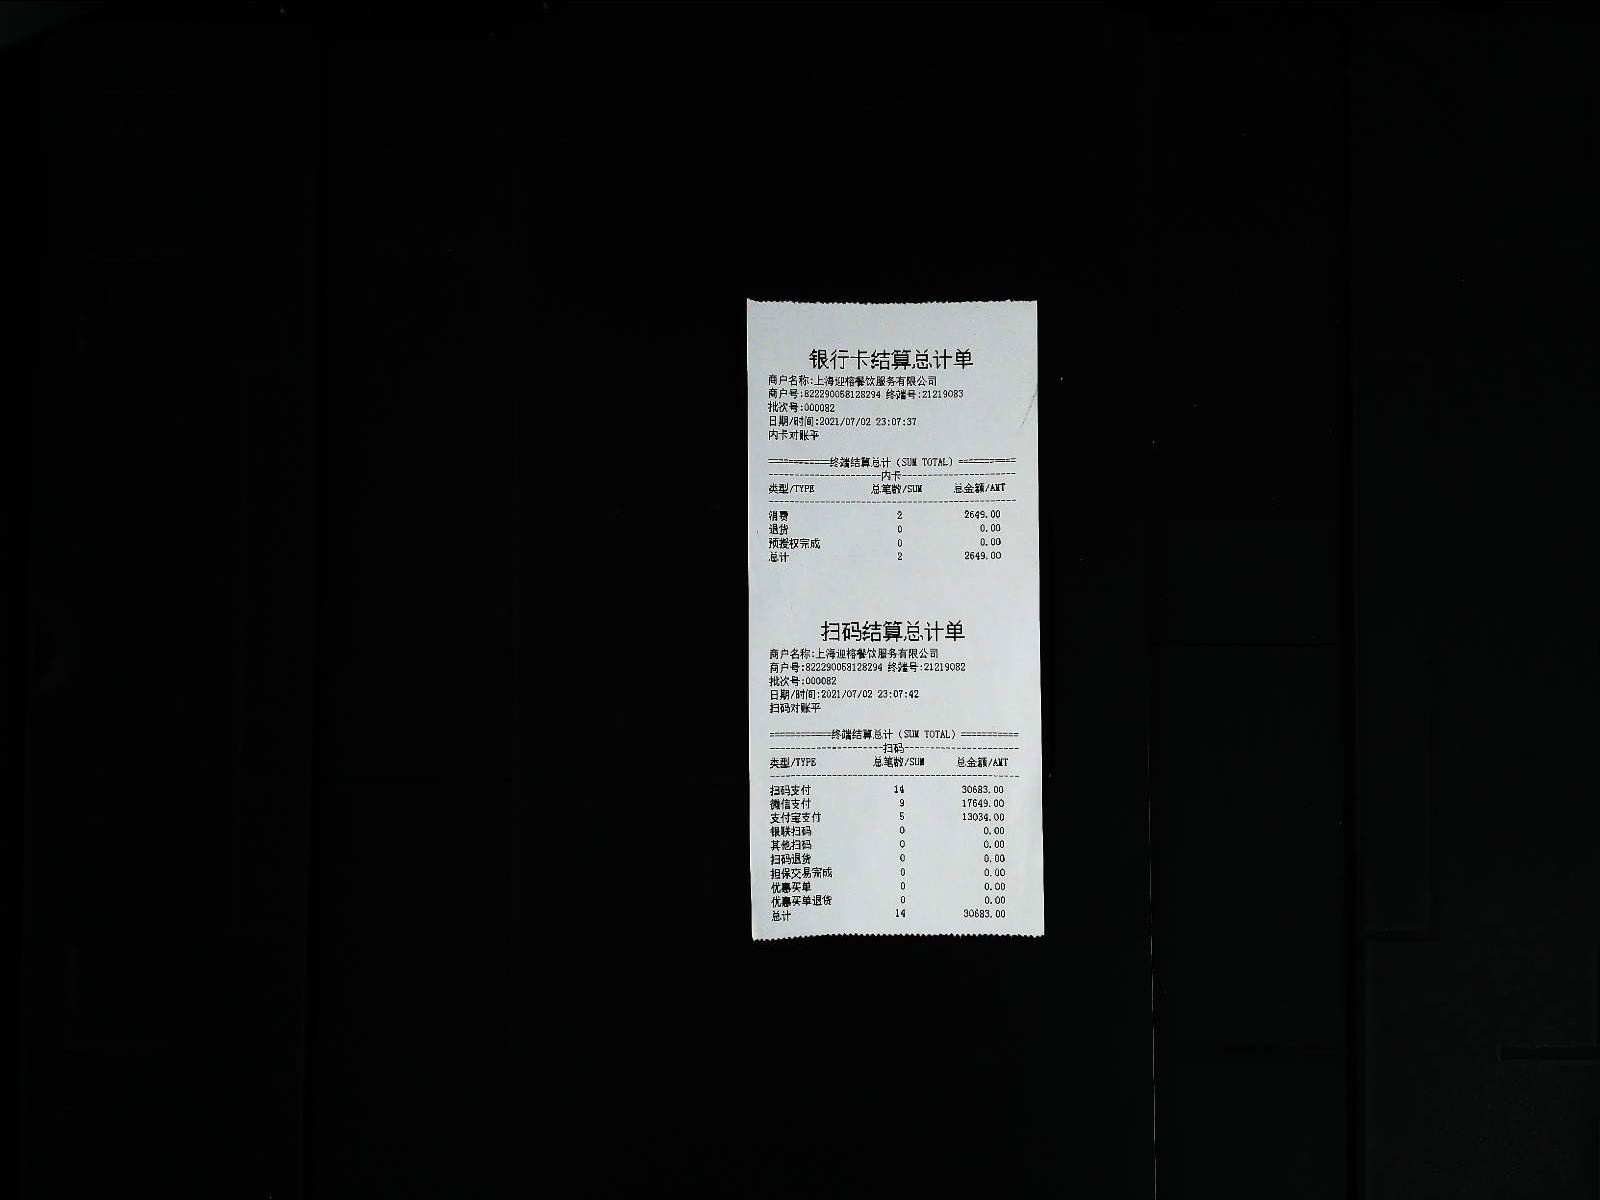 银行卡结算总计单
商户名称:上海迎榕餐饮服务有限公司
商户号:822290058128294 终端号:21219083
批次号:000082
日期/时间:2021/07/02 23:07:37
内卡对账平
===========终端结算总计（SUM TOTAL）==========
----------------------内卡----------------------
类型/TYPE 总笔数/SUM 总金额/AMT
------------------------------------------------
消费 2 2649.00
退货 0 0.00
预授权完成 0 0.00
总计 2 2649.00
扫码结算总计单
商户名称:上海迎榕餐饮服务有限公司
商户号:822290058128294 终端号:21219082
批次号:000082
日期/时间:2021/07/02 23:07:42
扫码对账平
===========终端结算总计（SUM TOTAL）==========
----------------------扫码----------------------
类型/TYPE 总笔数/SUM 总金额/AMT
------------------------------------------------
扫码支付 14 30683.00
微信支付 9 17649.00
支付宝支付 5 13034.00
银联扫码 0 0.00
其他扫码 0 0.00
扫码退货 0 0.00
担保交易完成 0 0.00
优惠买单 0 0.00
优惠买单退货 0 0.00
总计 14 30683.00